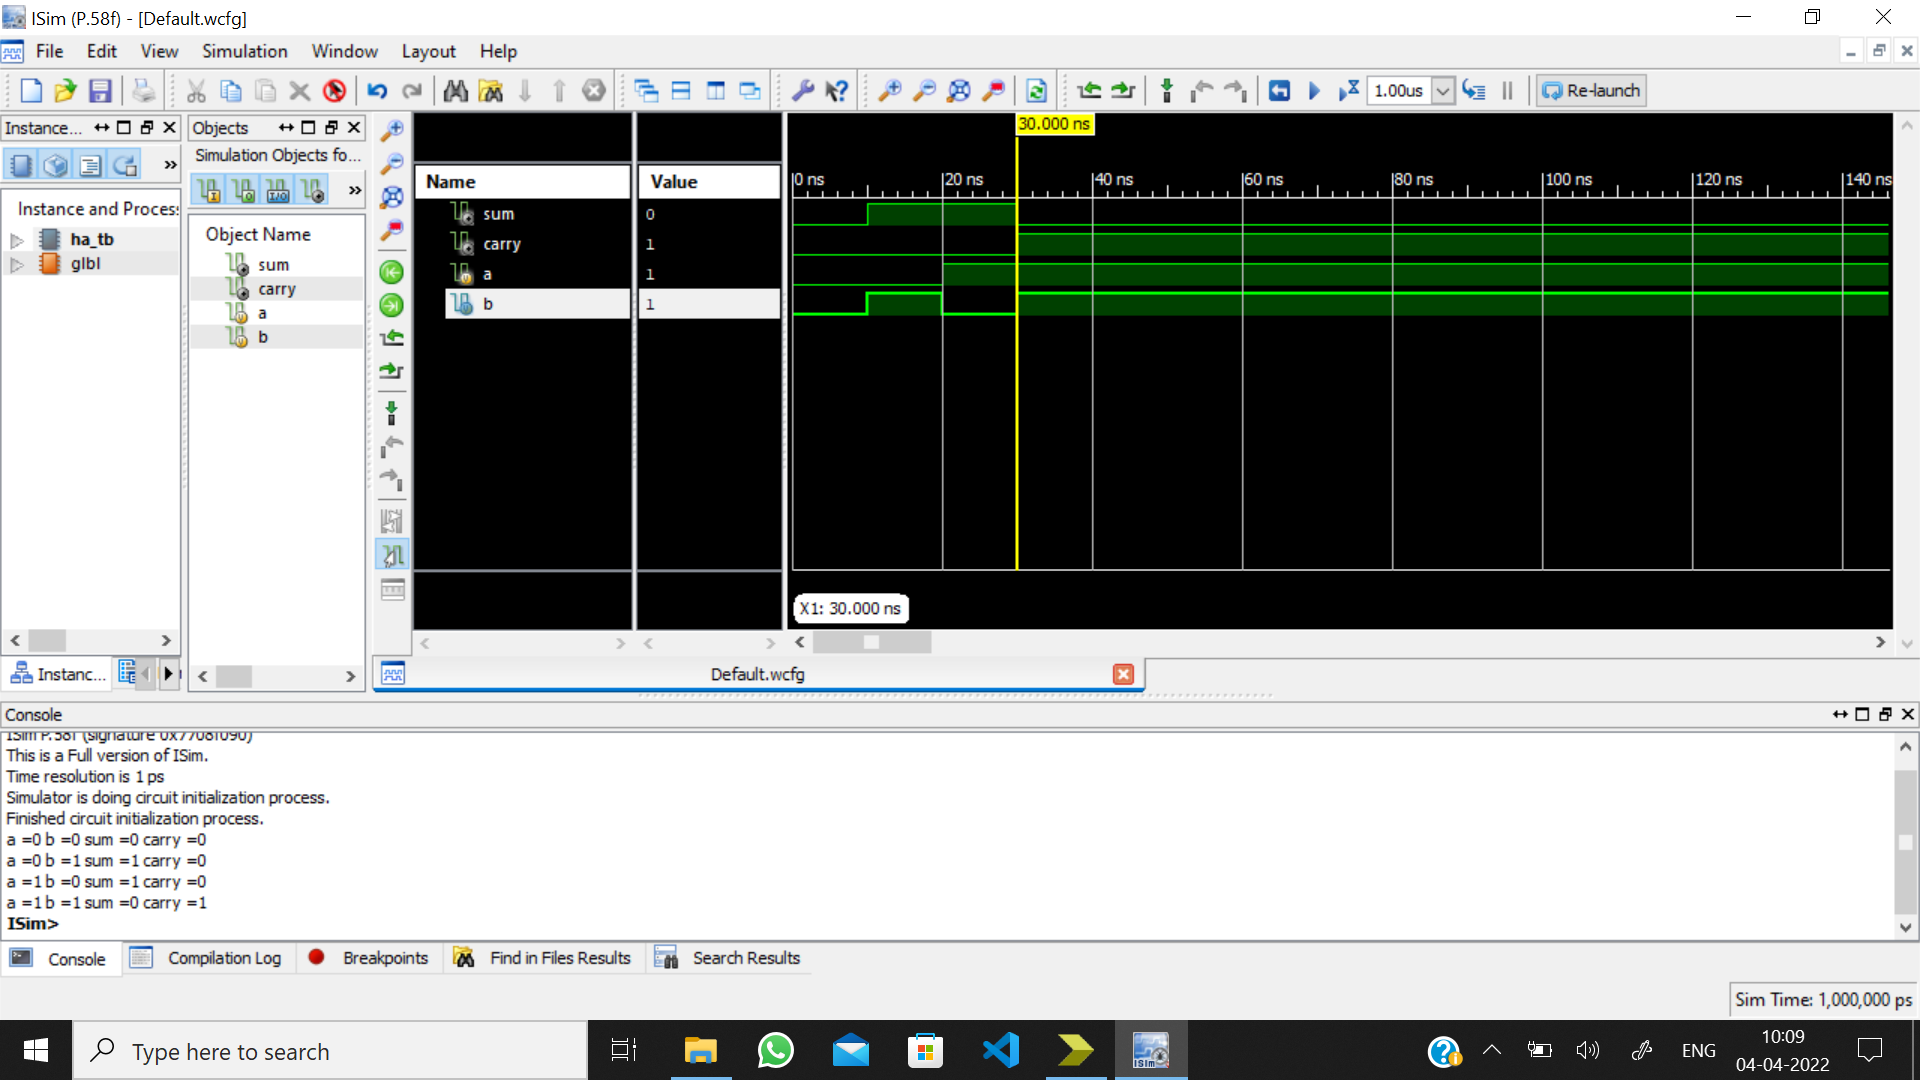 ISim (P.58f) - [Default.wcfg]
File Edit View Simulation Window Layout Help
1.00us Re-launch
Instance...
Objects
Simulation Objects fo...
Instance and Process
ha_tb
glbl
Object Name
sum
carry
a
b
Name Value
sum 0
carry 1
a 1
b 1
30.000 ns
0 ns 20 ns 40 ns 60 ns 80 ns 100 ns 120 ns 140 ns
X1: 30.000 ns
Instanc...
Default.wcfg
Console
ISim P.58f (signature 0x7708f090)
This is a Full version of ISim.
Time resolution is 1 ps
Simulator is doing circuit initialization process.
Finished circuit initialization process.
a =0 b =0 sum =0 carry =0
a =0 b =1 sum =1 carry =0
a =1 b =0 sum =1 carry =0
a =1 b =1 sum =0 carry =1
ISim>
Console Compilation Log Breakpoints Find in Files Results Search Results
Sim Time: 1,000,000 ps
Type here to search
ISim
ENG
10:09
04-04-2022